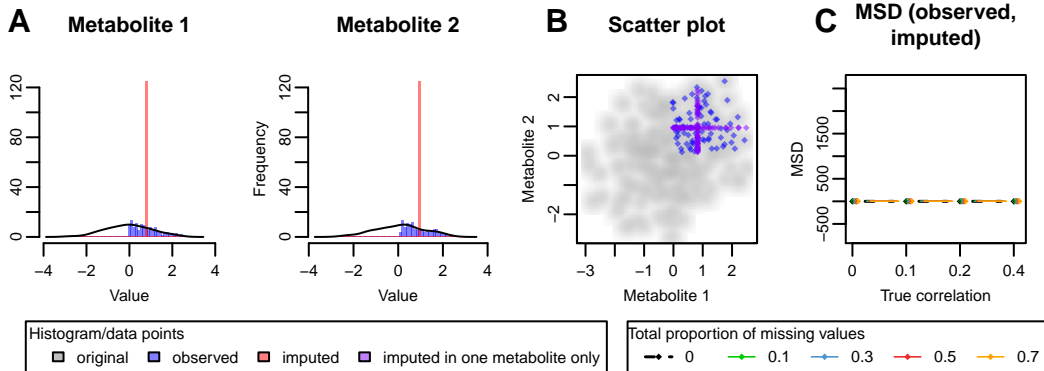 A
Metabolite 1
Metabolite 2
B
Scatter plot
C
MSD (observed,
imputed)
0
40
80
120
−4
−2
0
2
4
Value
Frequency
0
40
80
120
−4
−2
0
2
4
Value
Metabolite 2
−2
0
2
−3
−1
0
1
2
Metabolite 1
MSD
−500
500
1500
0
0.1
0.2
0.4
True correlation
Histogram/data points
original
observed
imputed
imputed in one metabolite only
Total proportion of missing values
0
0.1
0.3
0.5
0.7